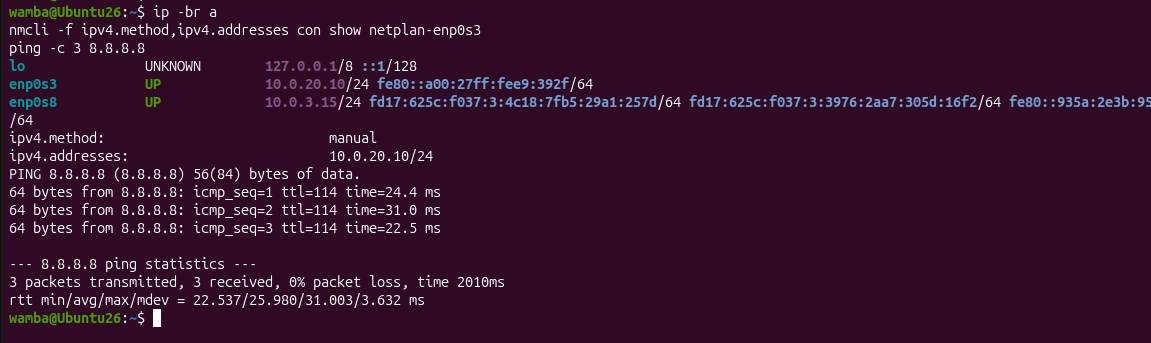 wamba@Ubuntu26:~$ ip -br a
nmcli -f ipv4.method,ipv4.addresses con show netplan-enp0s3
ping -c 3 8.8.8.8
lo UNKNOWN 127.0.0.1/8 ::1/128
enp0s3 UP 10.0.20.10/24 fe80::a00:27ff:fee9:392f/64
enp0s8 UP 10.0.3.15/24 fd17:625c:f037:3:4c18:7fb5:29a1:257d/64 fd17:625c:f037:3:3976:2aa7:305d:16f2/64 fe80::935a:2e3b:95
/64
ipv4.method: manual
ipv4.addresses: 10.0.20.10/24
PING 8.8.8.8 (8.8.8.8) 56(84) bytes of data.
64 bytes from 8.8.8.8: icmp_seq=1 ttl=114 time=24.4 ms
64 bytes from 8.8.8.8: icmp_seq=2 ttl=114 time=31.0 ms
64 bytes from 8.8.8.8: icmp_seq=3 ttl=114 time=22.5 ms
--- 8.8.8.8 ping statistics ---
3 packets transmitted, 3 received, 0% packet loss, time 2010ms
rtt min/avg/max/mdev = 22.537/25.980/31.003/3.632 ms
wamba@Ubuntu26:~$